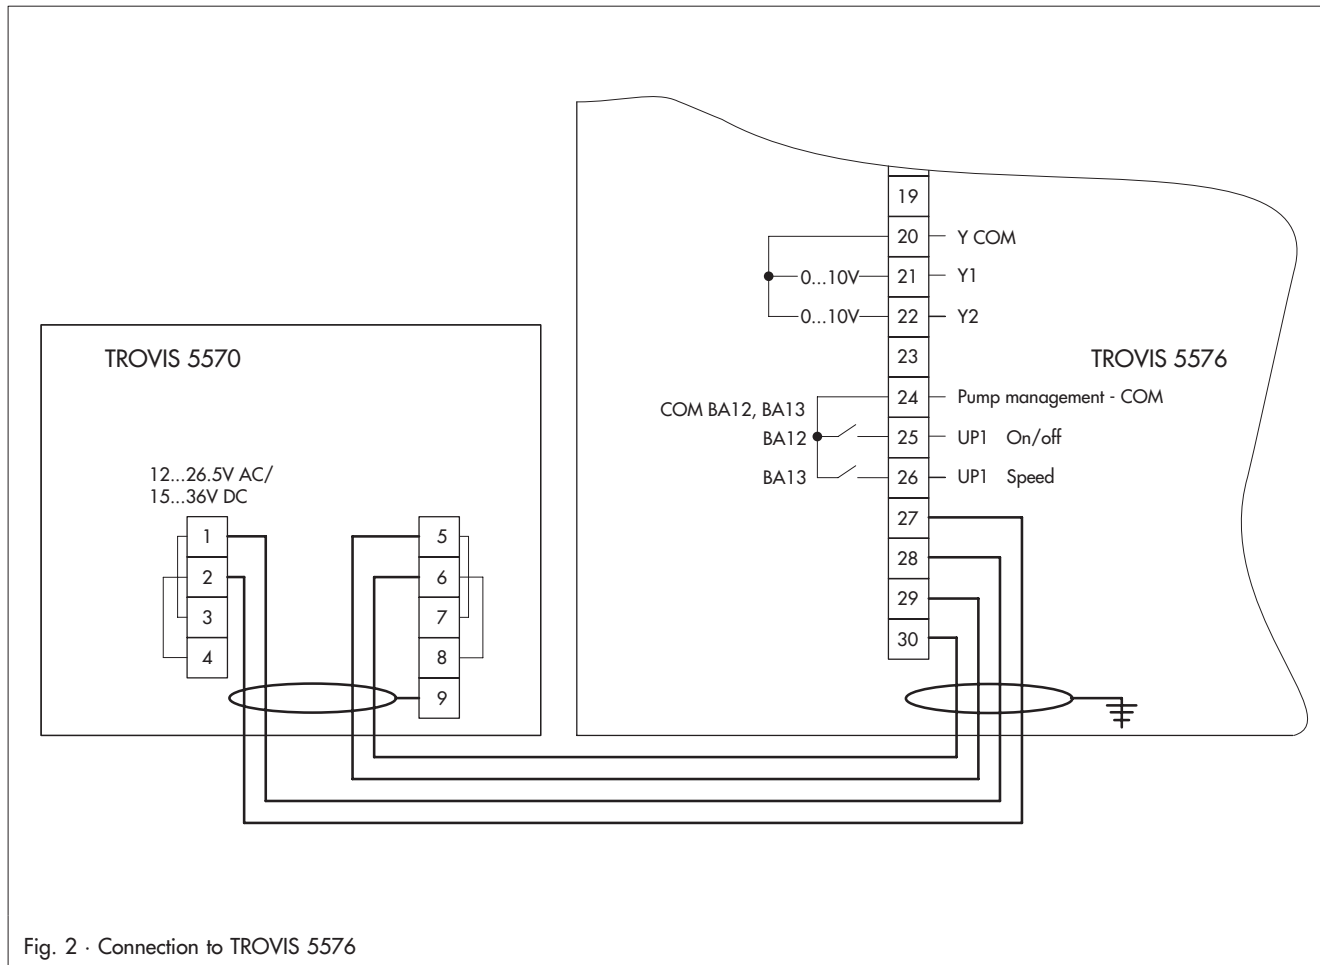 19
20 Y COM
0...10V 21 Y1
0...10V 22 Y2
23
TROVIS 5570
TROVIS 5576
24 Pump management - COM
COM BA12, BA13
BA12 25 UP1 On/off
BA13 26 UP1 Speed
12...26.5V AC/
15...36V DC
27
1 5
28
2 6
29
3 7
30
4 8
9
Fig. 2 · Connection to TROVIS 5576